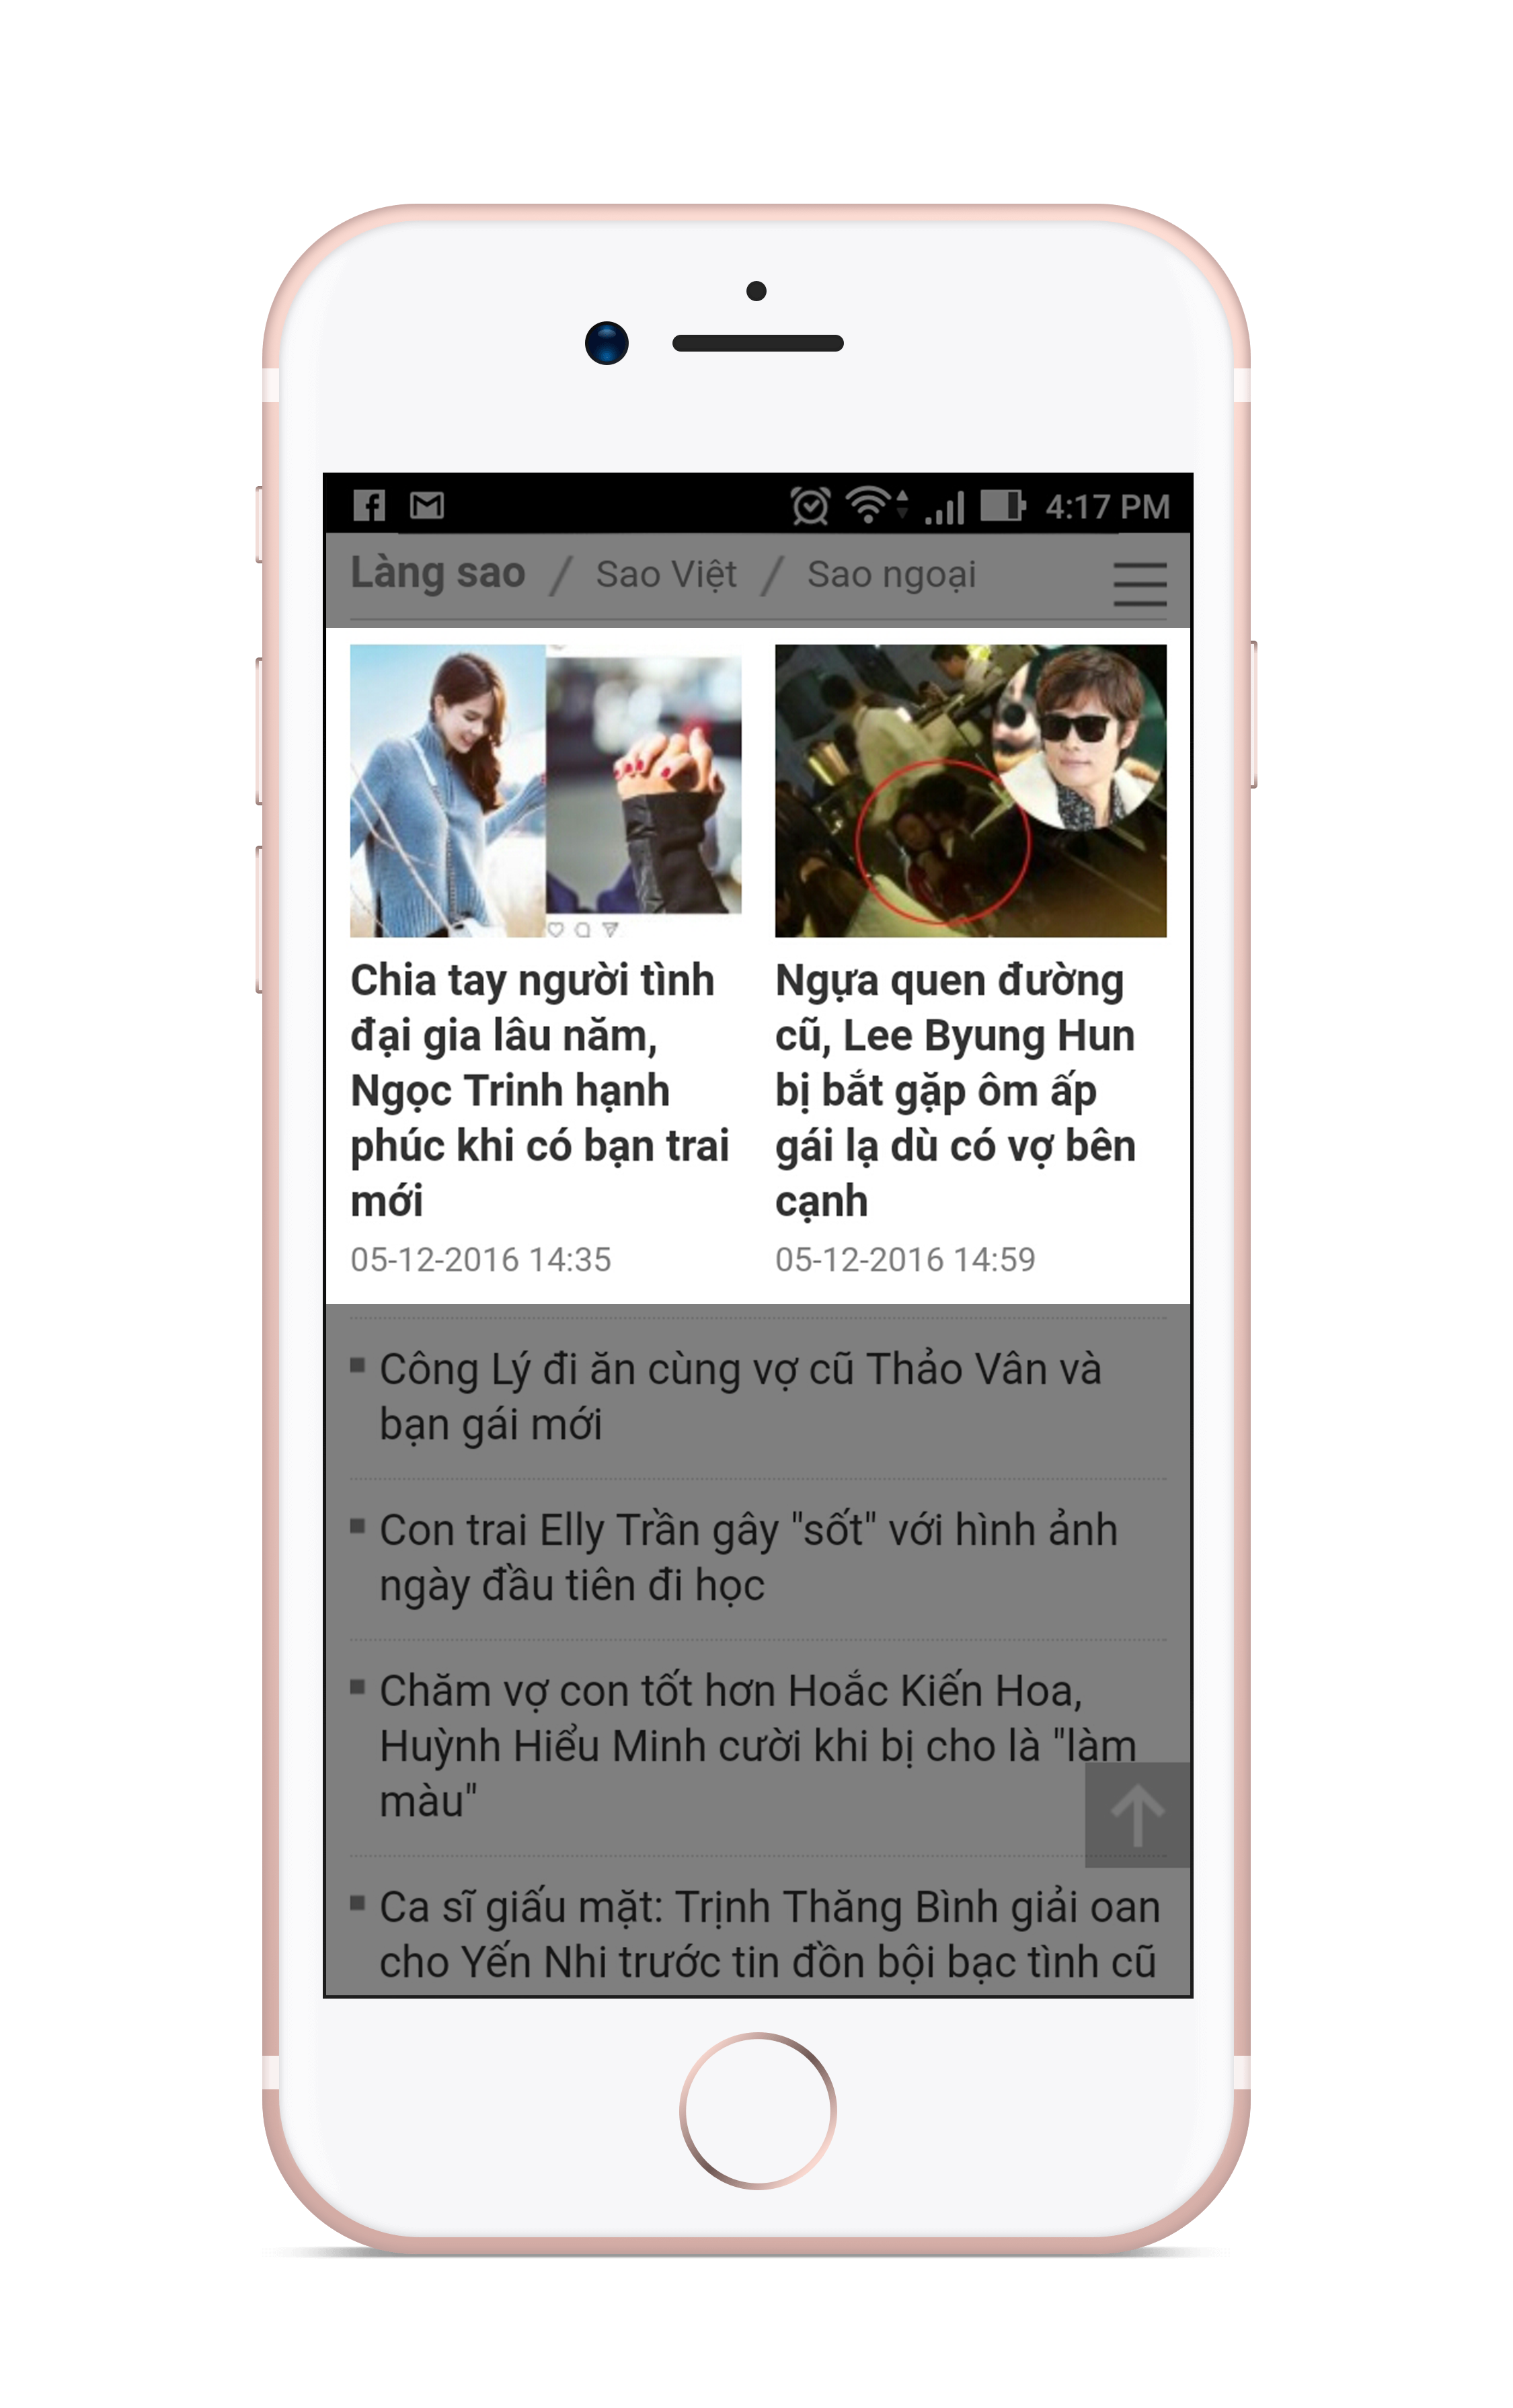 4:17 PM
Làng sao / Sao Việt / Sao ngoại
Chia tay người tình
đại gia lâu năm,
Ngọc Trinh hạnh
phúc khi có bạn trai
mới
05-12-2016 14:35
Ngựa quen đường
cũ, Lee Byung Hun
bị bắt gặp ôm ấp
gái lạ dù có vợ bên
cạnh
05-12-2016 14:59
Công Lý đi ăn cùng vợ cũ Thảo Vân và
bạn gái mới
Con trai Elly Trần gây "sốt" với hình ảnh
ngày đầu tiên đi học
Chăm vợ con tốt hơn Hoắc Kiến Hoa,
Huỳnh Hiểu Minh cười khi bị cho là "làm
màu"
Ca sĩ giấu mặt: Trịnh Thăng Bình giải oan
cho Yến Nhi trước tin đồn bội bạc tình cũ